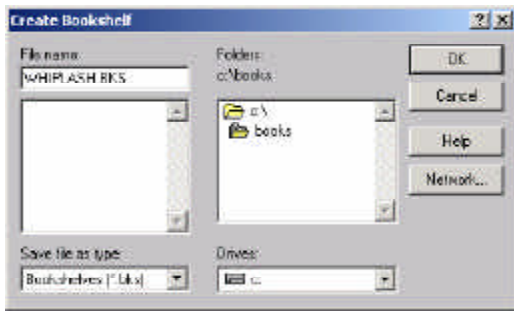 Create Bookshelf
File name:
WHIPLASH.BKS
Folders:
c:\books
c:\
books
OK
Cancel
Help
Network...
Save file as type:
Bookshelves (*.bks)
Drives:
c: